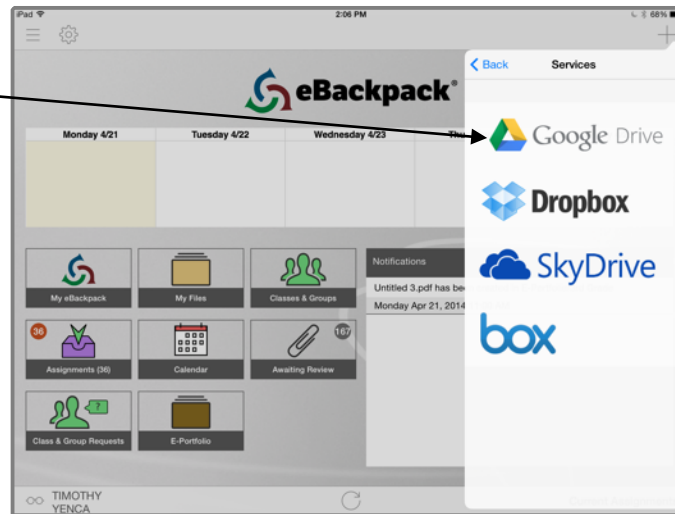 iPad 2:06 PM 68%
Back Services
eBackpack®
Google Drive
Monday 4/21 Tuesday 4/22 Wednesday 4/23 Thu
Dropbox
SkyDrive
box
Notifications
Untitled 3.pdf has be
Monday Apr 21, 2014
My eBackpack My Files Classes & Groups
36 167
Assignments (36) Calendar Awaiting Review
?
Class & Group Requests E-Portfolio
TIMOTHY
YENCA